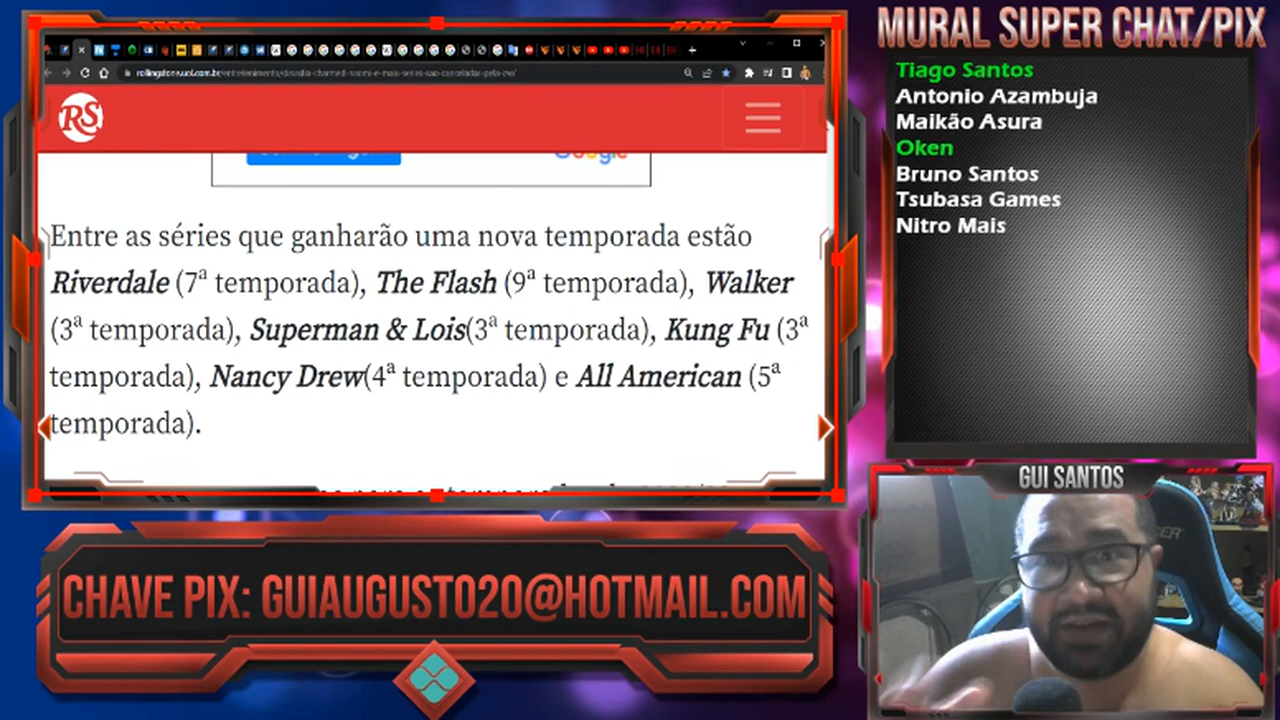 MURAL SUPER CHAT/PIX
Tiago Santos
Antonio Azambuja
Maikão Asura
Oken
Bruno Santos
Tsubasa Games
Nitro Mais
RS
Google
Entre as séries que ganharão uma nova temporada estão
Riverdale (7ª temporada), The Flash (9ª temporada), Walker
(3ª temporada), Superman & Lois(3ª temporada), Kung Fu (3ª
temporada), Nancy Drew(4ª temporada) e All American (5ª
temporada).
GUI SANTOS
CHAVE PIX: GUIAUGUSTO20@HOTMAIL.COM